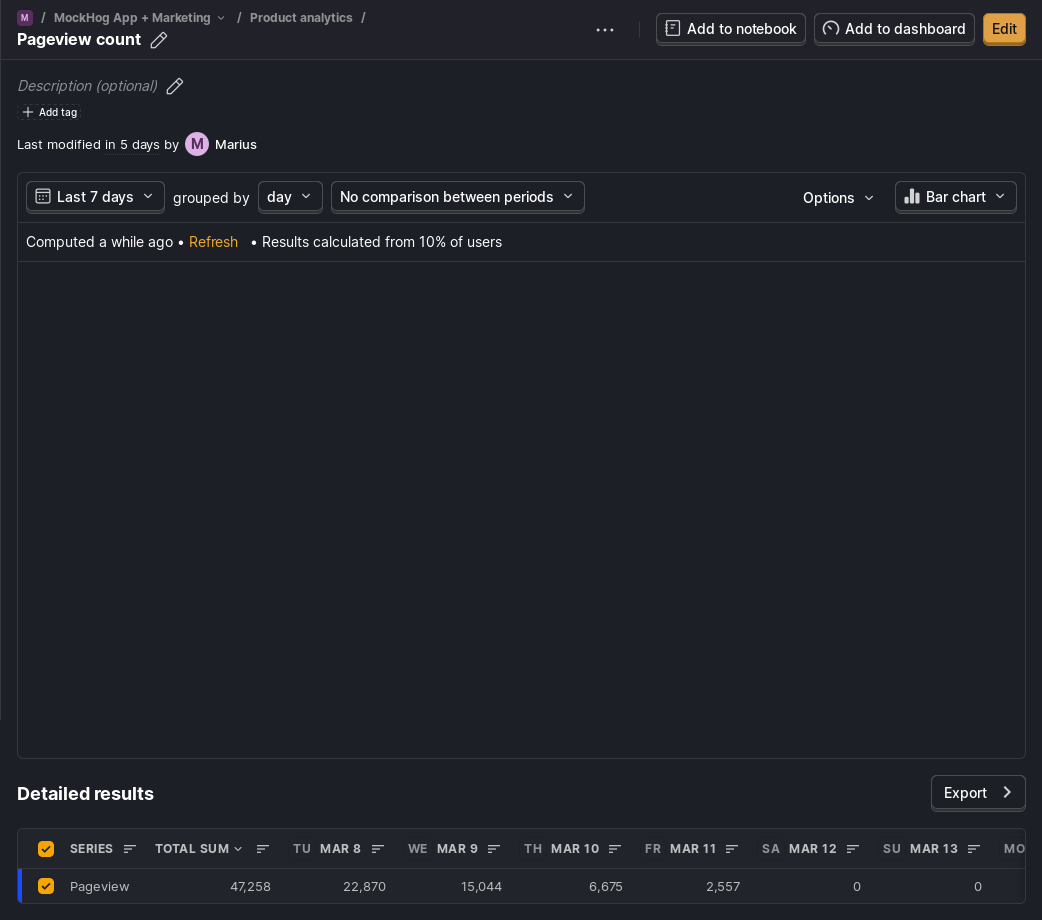 M / MockHog App + Marketing / Product analytics /
Pageview count
Add to notebook
Add to dashboard
Edit
Description (optional)
Add tag
Last modified in 5 days by M Marius
Last 7 days grouped by day No comparison between periods Options Bar chart
Computed a while ago • Refresh • Results calculated from 10% of users
Detailed results
Export
SERIES TOTAL SUM TU MAR 8 WE MAR 9 TH MAR 10 FR MAR 11 SA MAR 12 SU MAR 13 MO
Pageview 47,258 22,870 15,044 6,675 2,557 0 0